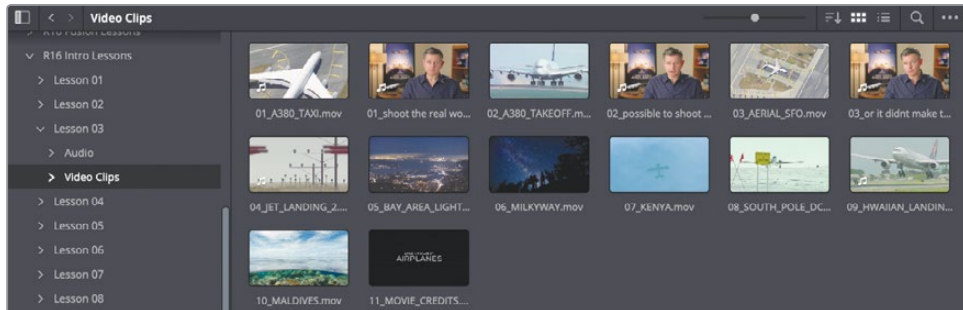 Video Clips
R16 Fusion Lessons
R16 Intro Lessons
Lesson 01
Lesson 02
Lesson 03
Audio
Video Clips
Lesson 04
Lesson 05
Lesson 06
Lesson 07
Lesson 08
01_A380_TAXI.mov
01_shoot the real wo...
02_A380_TAKEOFF.m...
02_possible to shoot ...
03_AERIAL_SFO.mov
03_or it didnt make t...
04_JET_LANDING_2....
05_BAY_AREA_LIGHT...
06_MILKYWAY.mov
07_KENYA.mov
08_SOUTH_POLE_DC...
09_HWAIIAN_LANDIN...
AIRPLANES
10_MALDIVES.mov
11_MOVIE_CREDITS....